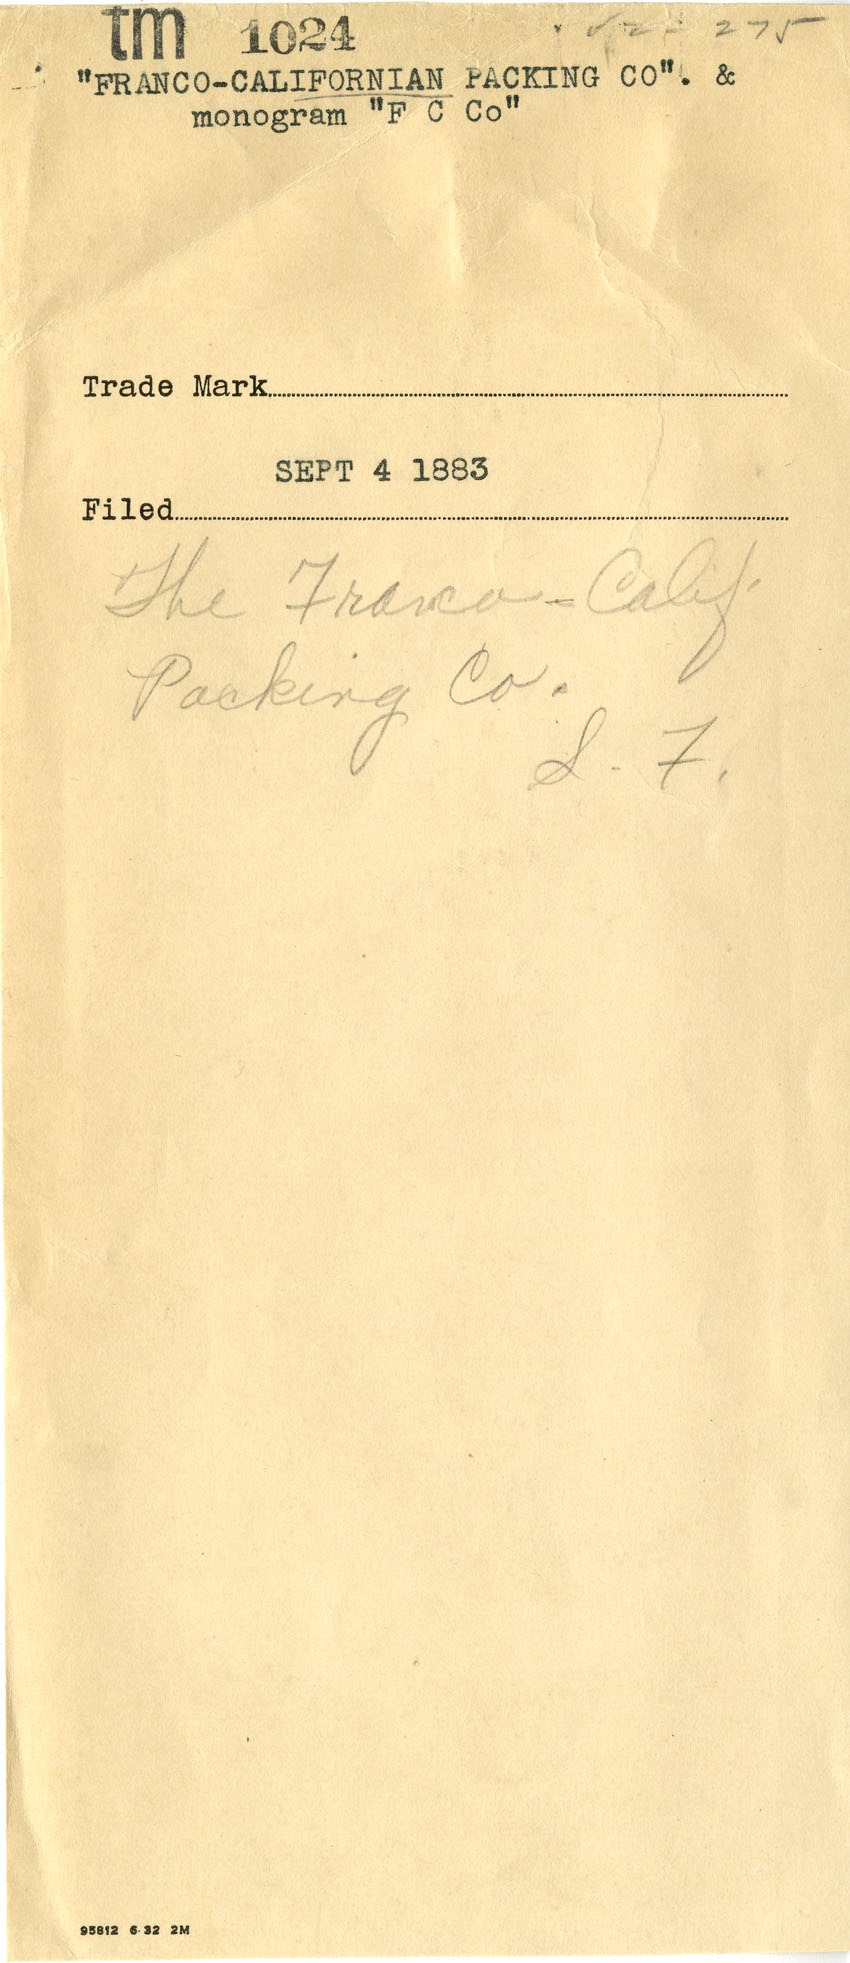 tm 1024
275
"FRANCO-CALIFORNIAN PACKING CO". &
monogram "F C Co"
Trade Mark
SEPT 4 1883
Filed
The Franco-Calif.
Packing Co.
S. F.
95812 6-32 2M